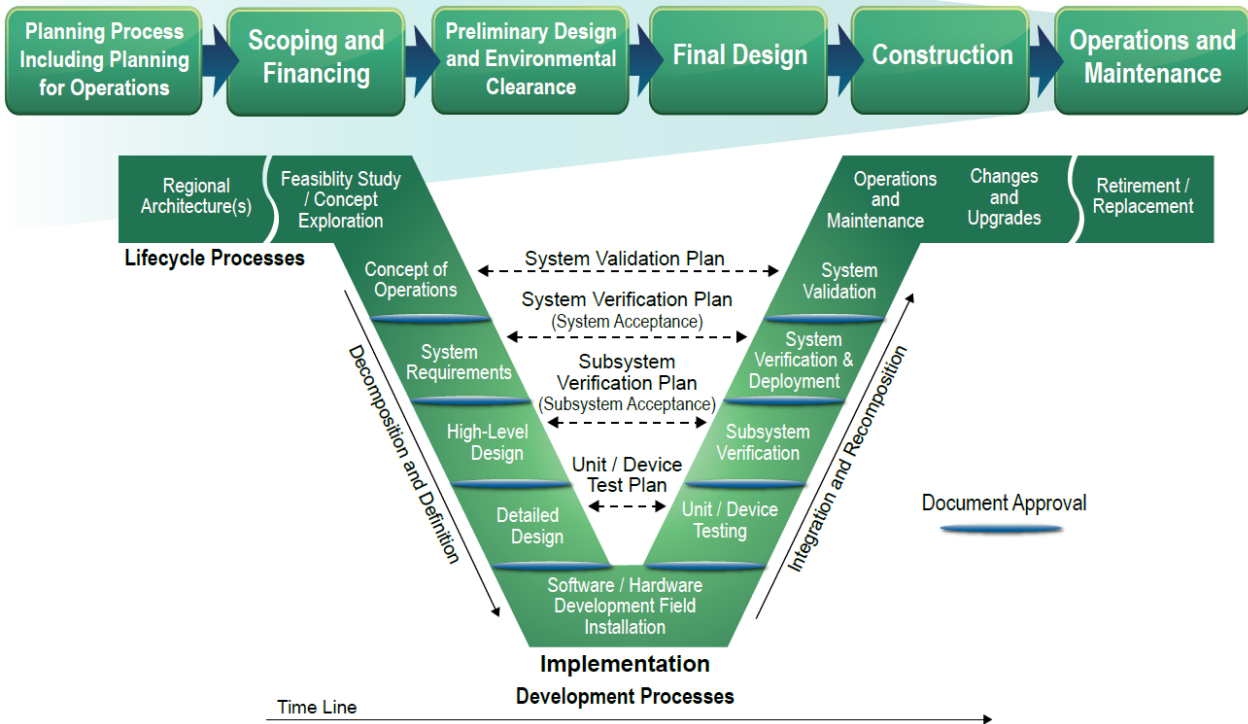 Planning Process
Including Planning
for Operations
Scoping and
Financing
Preliminary Design
and Environmental
Clearance
Final Design
Construction
Operations and
Maintenance
Regional
Architecture(s)
Feasiblity Study
/ Concept
Exploration
Operations
and
Maintenance
Changes
and
Upgrades
Retirement /
Replacement
Lifecycle Processes
Concept of
Operations
System Validation Plan
System
Validation
System Verification Plan
(System Acceptance)
System
Requirements
System
Verification &
Deployment
Subsystem
Verification Plan
(Subsystem Acceptance)
High-Level
Design
Subsystem
Verification
Unit / Device
Test Plan
Detailed
Design
Unit / Device
Testing
Decomposition and Definition
Integration and Recomposition
Document Approval
Software / Hardware
Development Field
Installation
Implementation
Development Processes
Time Line